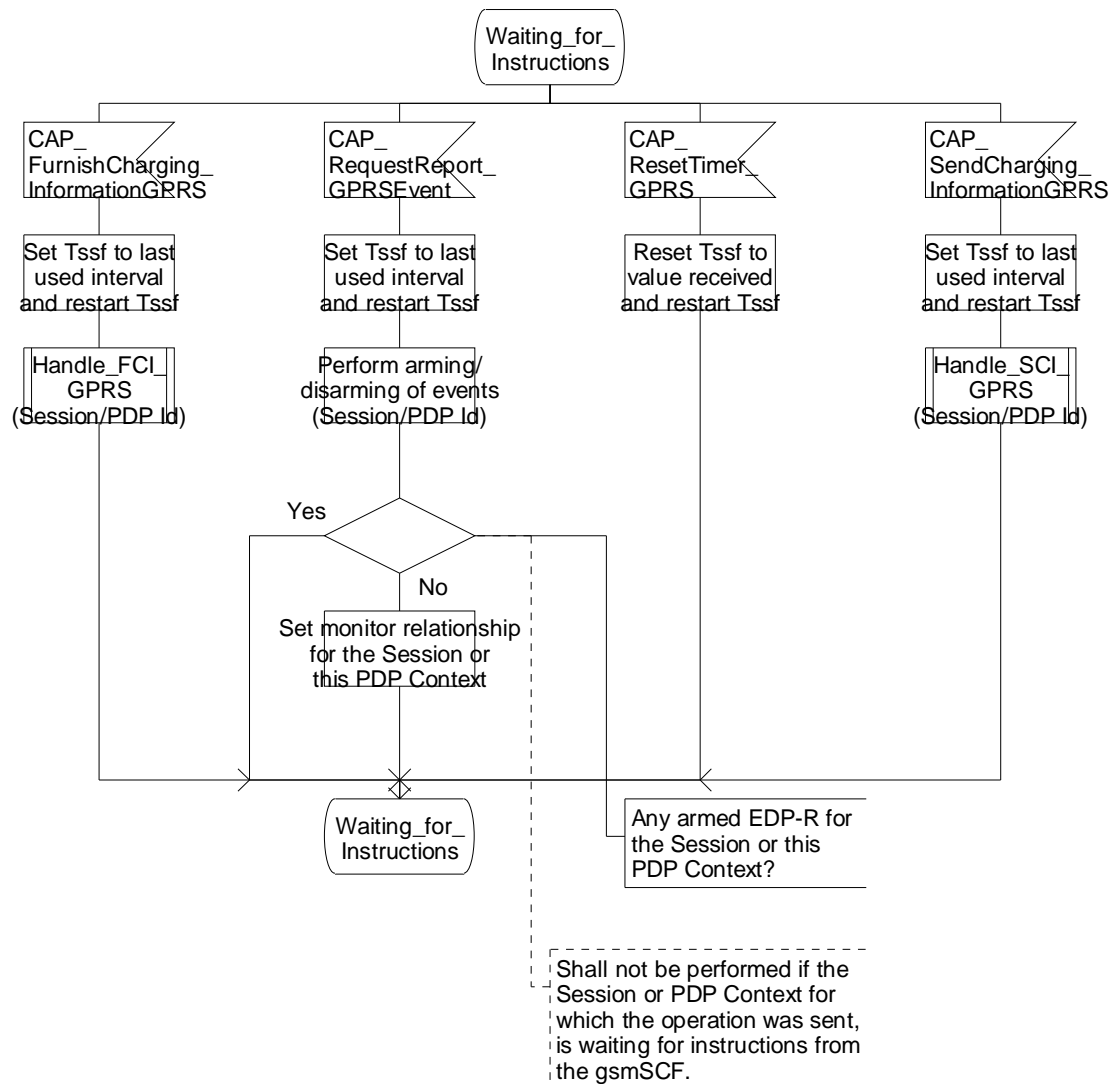 Waiting_for_
Instructions
CAP_
FurnishCharging_
InformationGPRS
CAP_
RequestReport_
GPRSEvent
CAP_
ResetTimer_
GPRS
CAP_
SendCharging_
InformationGPRS
Set Tssf to last
used interval
and restart Tssf
Set Tssf to last
used interval
and restart Tssf
Reset Tssf to
value received
and restart Tssf
Set Tssf to last
used interval
and restart Tssf
Handle_FCI_
GPRS
(Session/PDP Id)
Perform arming/
disarming of events
(Session/PDP Id)
Handle_SCI_
GPRS
(Session/PDP Id)
Yes
No
Set monitor relationship
for the Session or
this PDP Context
Waiting_for_
Instructions
Any armed EDP-R for
the Session or this
PDP Context?
Shall not be performed if the
Session or PDP Context for
which the operation was sent,
is waiting for instructions from
the gsmSCF.